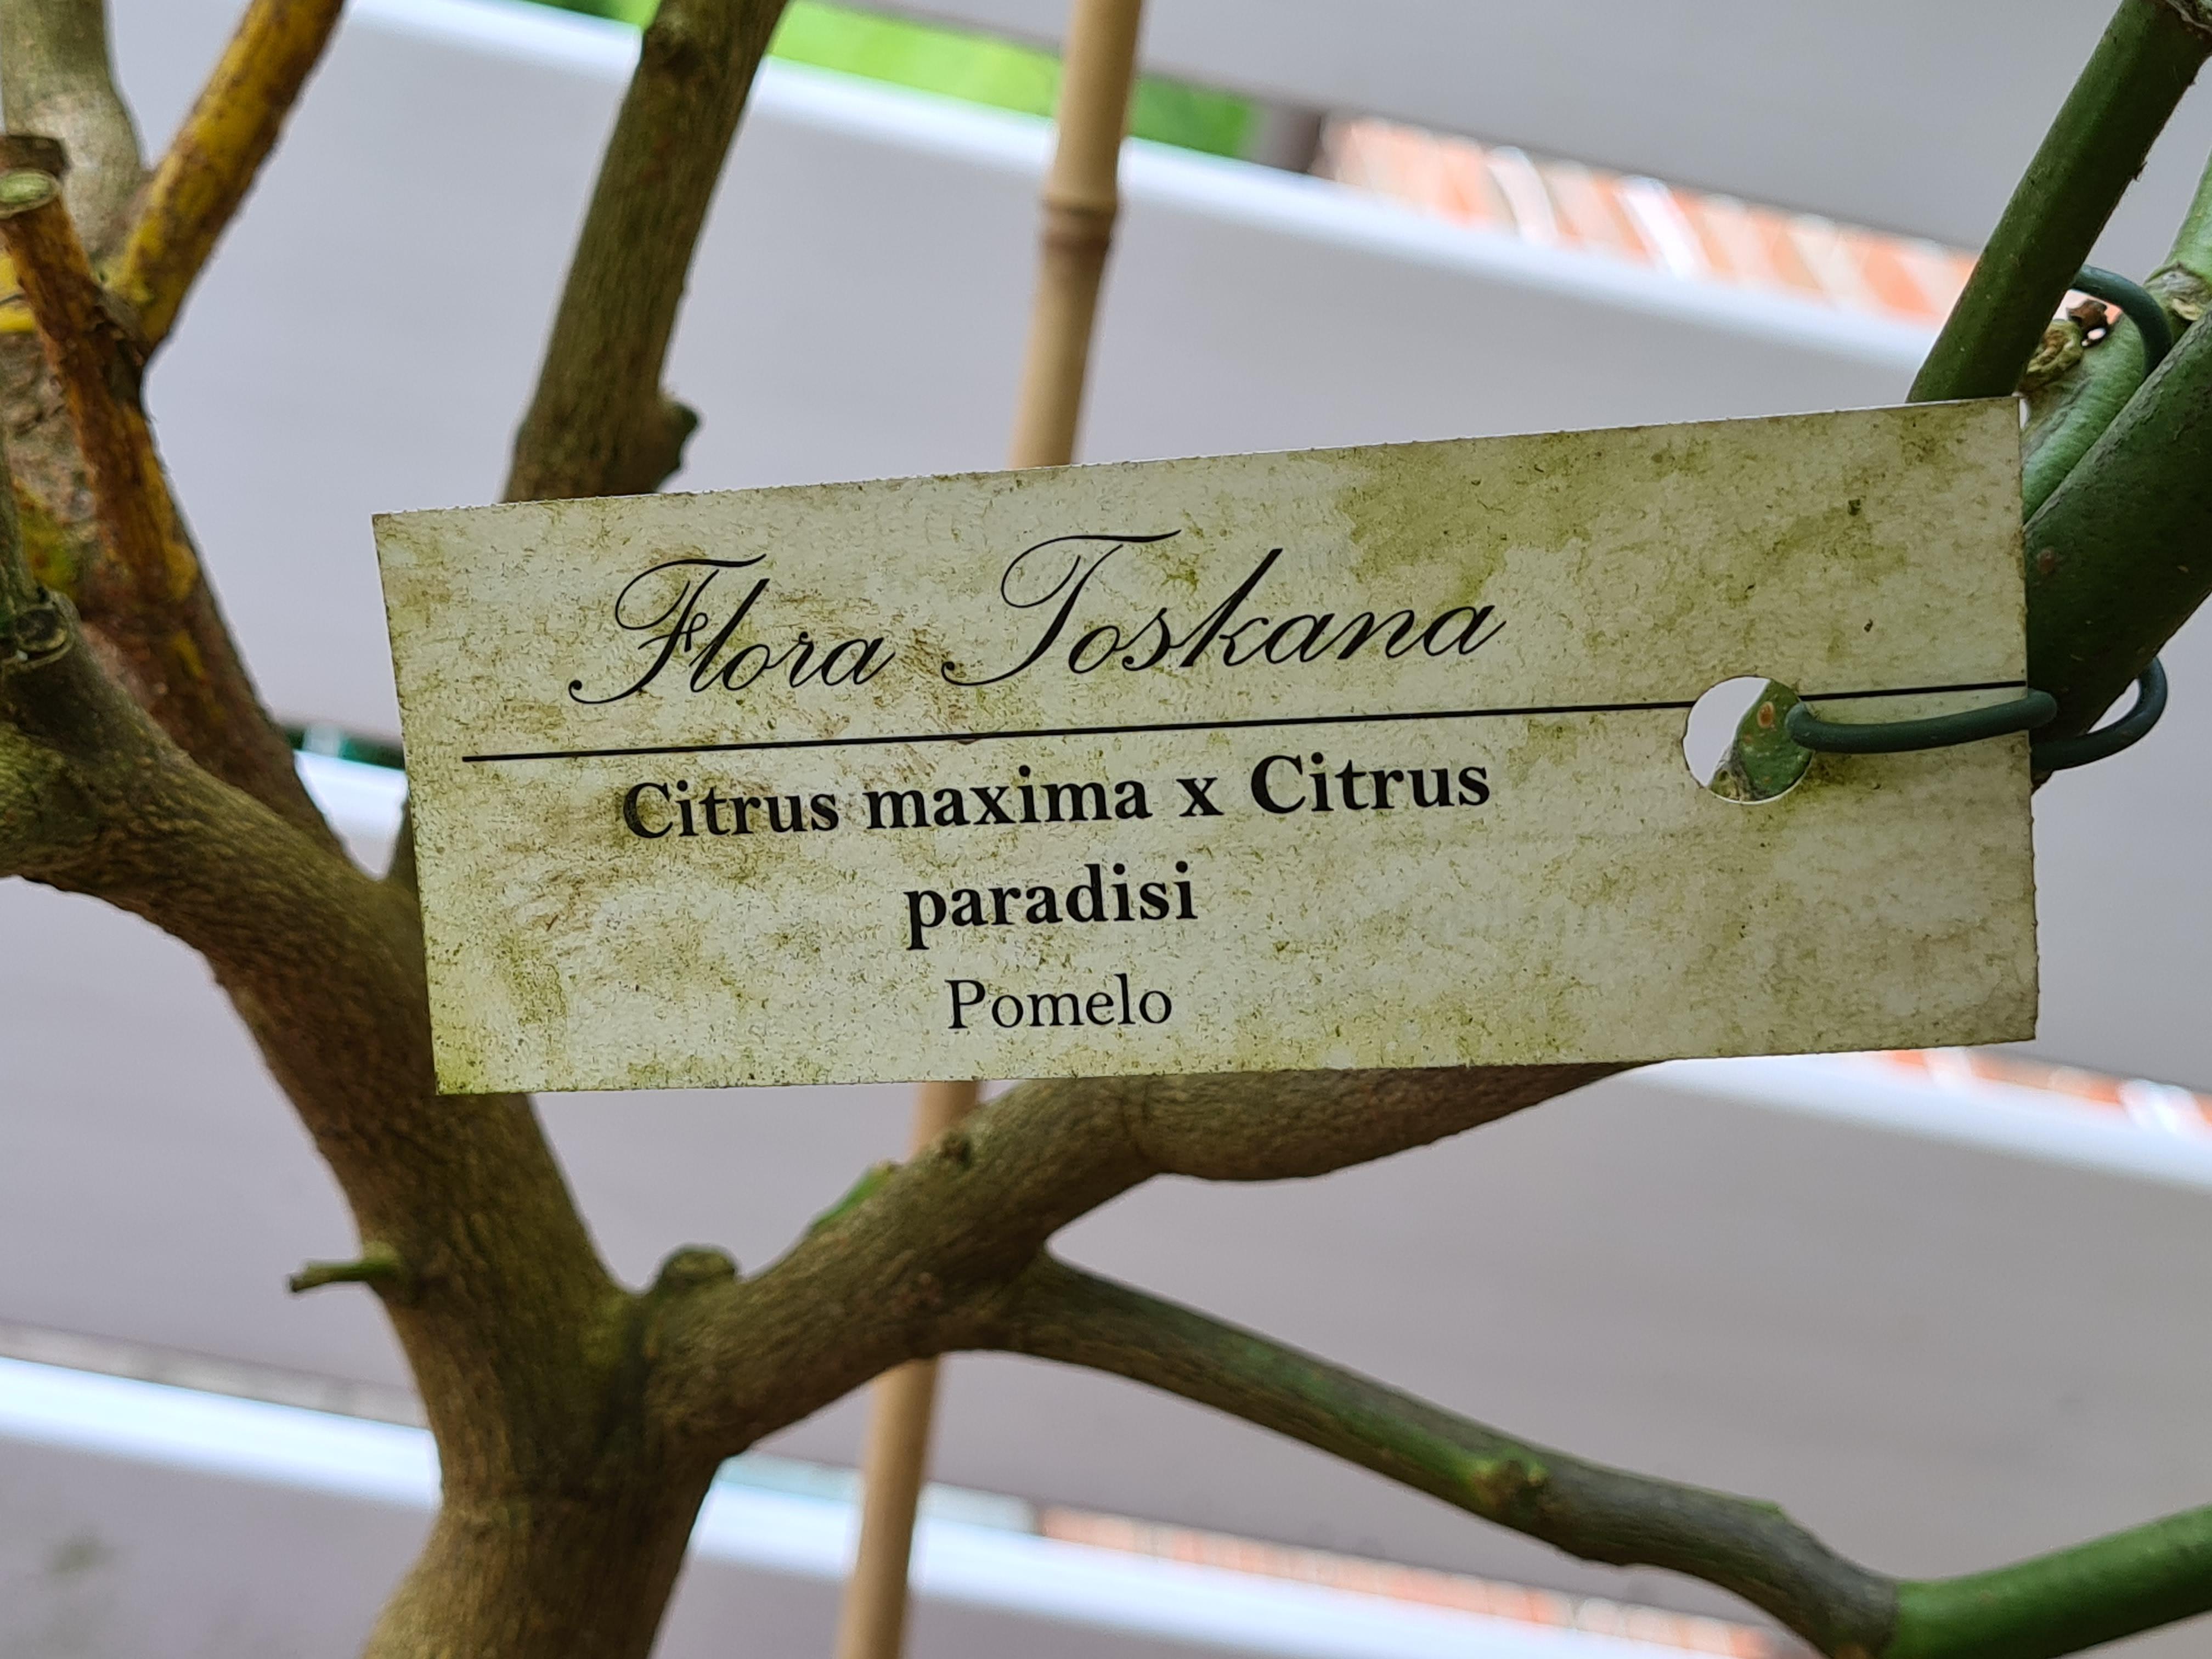 Flora Toskana
Citrus maxima x Citrus
paradisi
Pomelo